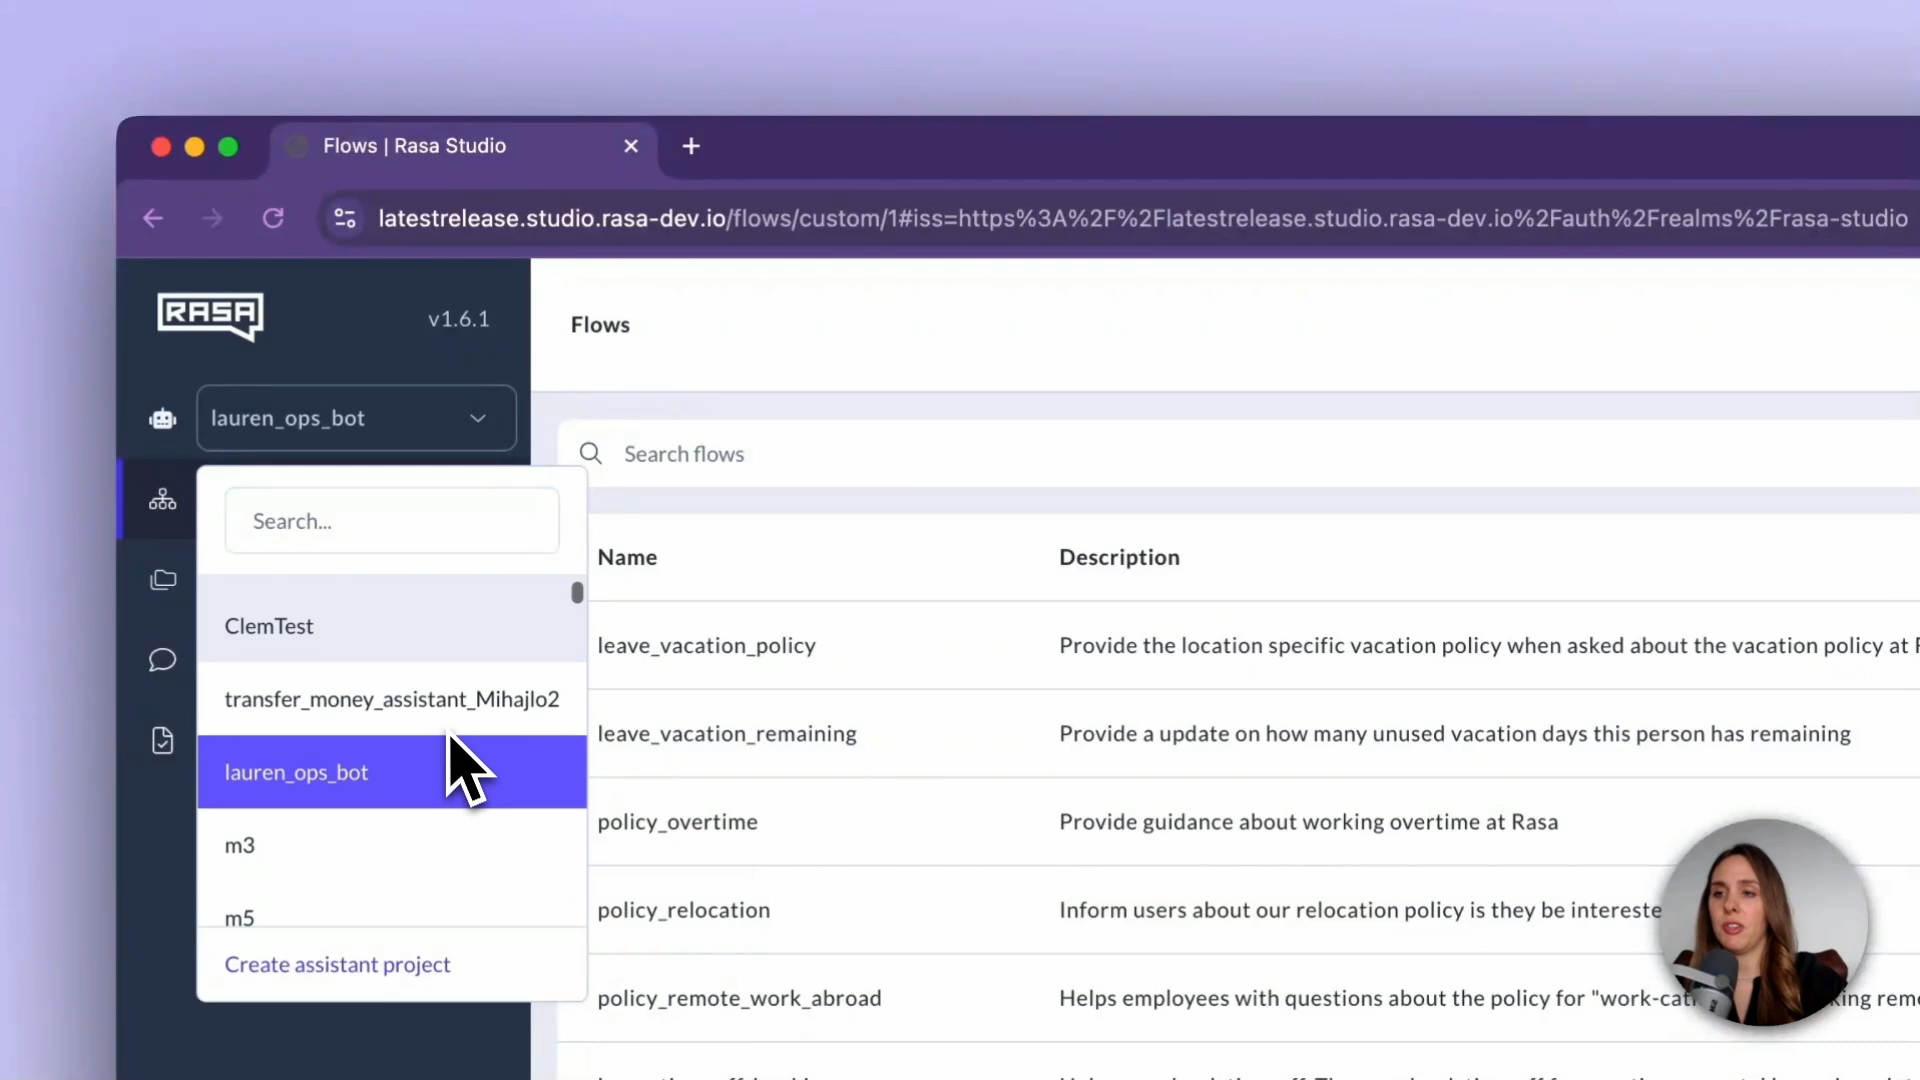 Flows | Rasa Studio
latestrelease.studio.rasa-dev.io/flows/custom/1#iss=https%3A%2F%2Flatestrelease.studio.rasa-dev.io%2Fauth%2Frealms%2Frasa-studio
RASA
v1.6.1
Flows
lauren_ops_bot
Search flows
Search...
ClemTest
transfer_money_assistant_Mihajlo2
lauren_ops_bot
m3
m5
Create assistant project
Name Description
leave_vacation_policy Provide the location specific vacation policy when asked about the vacation policy at
leave_vacation_remaining Provide a update on how many unused vacation days this person has remaining
policy_overtime Provide guidance about working overtime at Rasa
policy_relocation Inform users about our relocation policy is they be intereste
policy_remote_work_abroad Helps employees with questions about the policy for